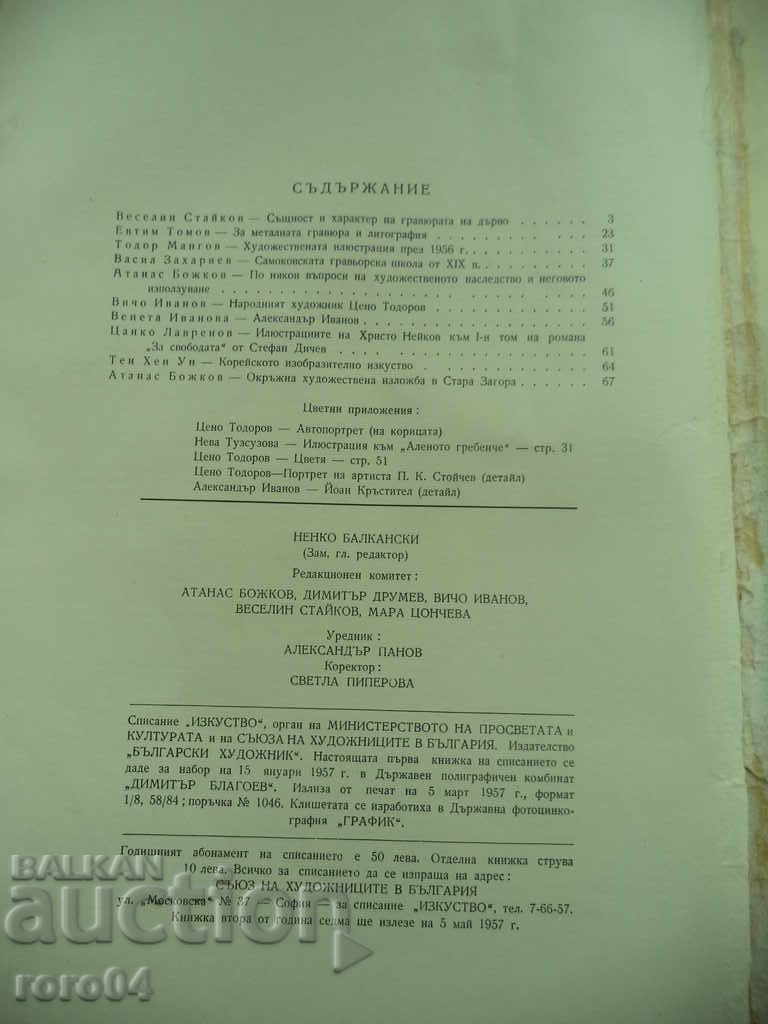 СЪДЪРЖАНИЕ
Веселин Стайков — Същност и характер на гравюрата на дърво . . . . . . 3
Евтим Томов — За металната гравюра и литография . . . . . . . . . . 23
Тодор Мангов — Художествената илюстрация през 1956 г. . . . . . . . . 31
Васил Захариев — Самоковската гравьорска школа от XIX в. . . . . . . . 37
Атанас Божков — По някои въпроси на художественото наследство и неговото
използуване . . . . . . . . . . . . . . . . . . . . . 46
Вичо Иванов — Народният художник Цено Тодоров . . . . . . . . . . 51
Венета Иванова — Александър Иванов . . . . . . . . . . . . . . 56
Цанко Лавренов — Илюстрациите на Христо Нейков към I-и том на романа
„За свободата“ от Стефан Дичев . . . . . . . . . . . . . 61
Тен Хен Ун — Корейското изобразително изкуство . . . . . . . . . . . 64
Атанас Божков — Окръжна художествена изложба в Стара Загора . . . . . . 67
Цветни приложения :
Цено Тодоров — Автопортрет (на корицата)
Нева Тузсузова — Илюстрация към „Аленото гребенче“ — стр. 31
Цено Тодоров — Цветя — стр. 51
Цено Тодоров—Портрет на артиста П. К. Стойчев (детайл)
Александър Иванов — Йоан Кръстител (детайл)
НЕНКО БАЛКАНСКИ
(Зам, гл. редактор)
Редакционен комитет :
АТАНАС БОЖКОВ, ДИМИТЪР ДРУМЕВ, ВИЧО ИВАНОВ,
ВЕСЕЛИН СТАЙКОВ, МАРА ЦОНЧЕВА
Уредник :
АЛЕКСАНДЪР ПАНОВ
Коректор :
СВЕТЛА ПИПЕРОВА
Списание „ИЗКУСТВО“, орган на МИНИСТЕРСТВОТО НА ПРОСВЕТАТА и
КУЛТУРАТА и на СЪЮЗА НА ХУДОЖНИЦИТЕ В БЪЛГАРИЯ. Издателство
„БЪЛГАРСКИ ХУДОЖНИК“. Настоящата първа книжка на списанието се
даде за набор на 15 януари 1957 г. в Държавен полиграфичен комбинат
„ДИМИТЪР БЛАГОЕВ“. Излиза от печат на 5 март 1957 г., формат
1/8, 58/84 ; поръчка № 1046. Клишетата се изработиха в Държавна фотоцинко-
графия „ГРАФИК“.
Годишният абонамент на списанието е 50 лева. Отделна книжка струва
10 лева. Всичко за списанието да се изпраща на адрес :
СЪЮЗ НА ХУДОЖНИЦИТЕ В БЪЛГАРИЯ
ул. „Московска“ № 37 — София — за списание „ИЗКУСТВО“, тел. 7-66-57.
Книжка втора от година седма ще излезе на 5 май 1957 г.
BALKAN
auction
roro04